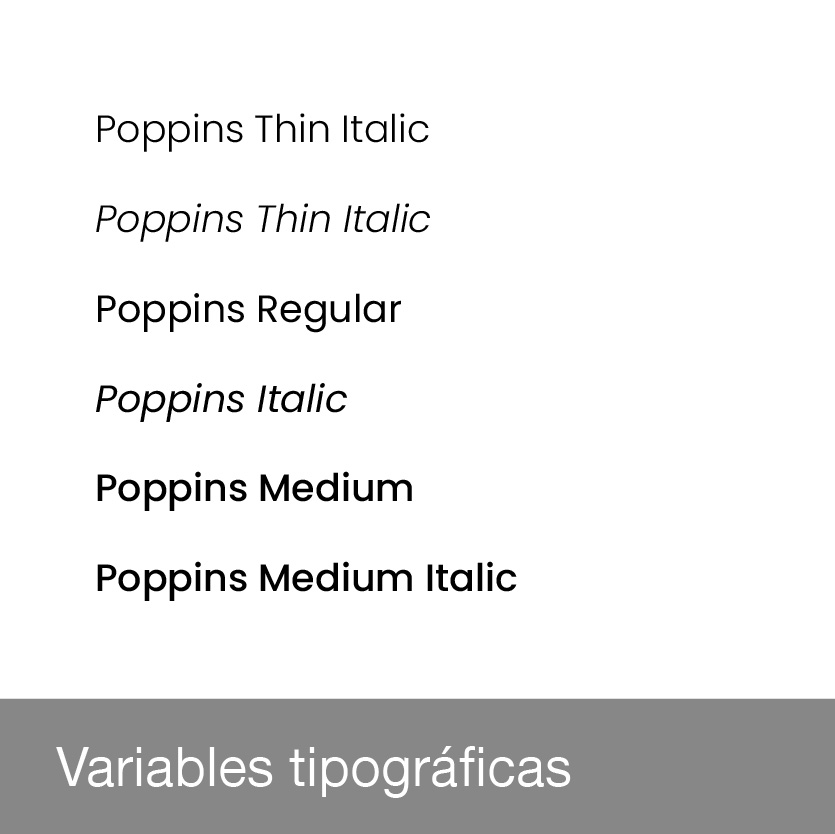 Poppins Thin Italic
Poppins Thin Italic
Poppins Regular
Poppins Italic
Poppins Medium
Poppins Medium Italic
Variables tipográficas